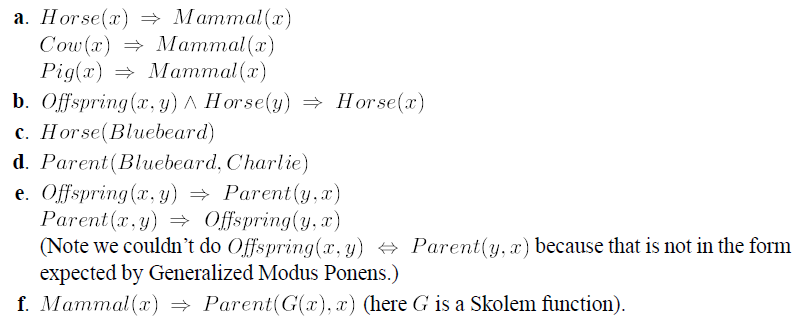 a. Horse(x) ⇒ Mammal(x)
Cow(x) ⇒ Mammal(x)
Pig(x) ⇒ Mammal(x)
b. Offspring(x, y) ∧ Horse(y) ⇒ Horse(x)
c. Horse(Bluebeard)
d. Parent(Bluebeard, Charlie)
e. Offspring(x, y) ⇒ Parent(y, x)
Parent(x, y) ⇒ Offspring(y, x)
(Note we couldn't do Offspring(x, y) ⇔ Parent(y, x) because that is not in the form
expected by Generalized Modus Ponens.)
f. Mammal(x) ⇒ Parent(G(x), x) (here G is a Skolem function).